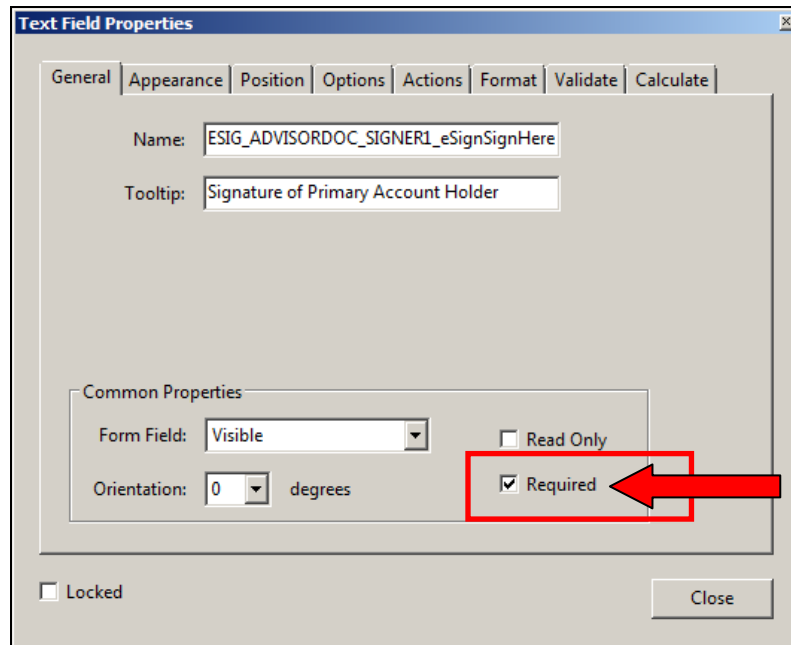 Text Field Properties
General Appearance Position Options Actions Format Validate Calculate
Name: ESIG_ADVISORDOC_SIGNER1_eSignSignHere
Tooltip: Signature of Primary Account Holder
Common Properties
Form Field: Visible Read Only
Orientation: 0 degrees Required
Locked Close